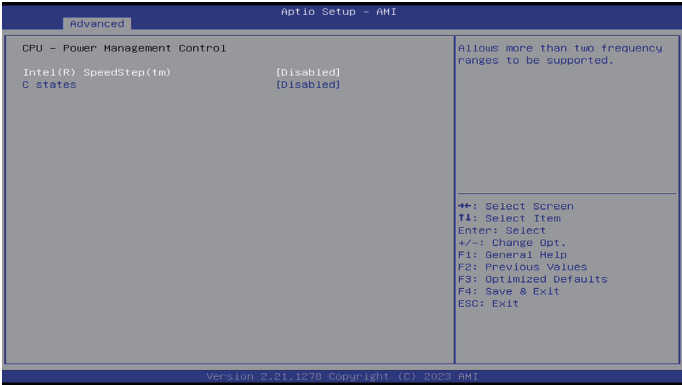 Aptio Setup – AMI
Advanced
CPU – Power Management Control
Intel(R) SpeedStep(tm) [Disabled]
C states [Disabled]
Allows more than two frequency
ranges to be supported.
→←: Select Screen
↑↓: Select Item
Enter: Select
+/-: Change Opt.
F1: General Help
F2: Previous Values
F3: Optimized Defaults
F4: Save & Exit
ESC: Exit
Version 2.21.1278 Copyright (C) 2023 AMI